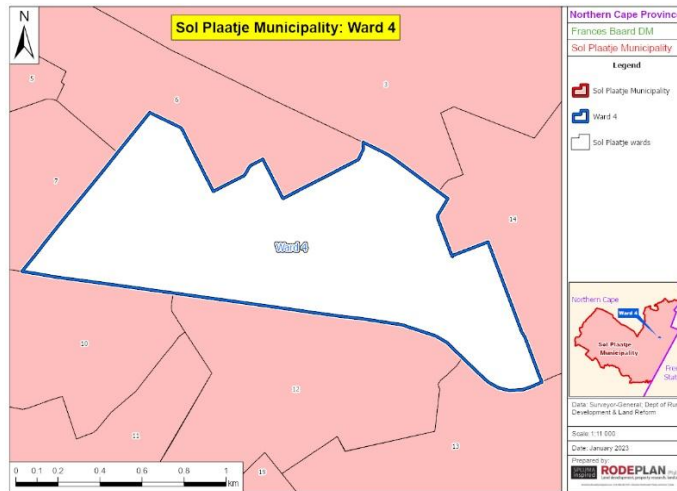 Sol Plaatje Municipality: Ward 4
N
5
6
3
14
Ward 4
10
12
11
13
0 0.1 0.2 0.4 0.6 0.8 1
km
Northern Cape Province
Frances Baard DM
Sol Plaatje Municipality
Legend
Sol Plaatje Municipality
Ward 4
Sol Plaatje wards
Northern Cape
Ward 4
Sol Plaatje
Municipality
Free
State
Data: Surveyor-General; Dept of Ru
Development & Land Reform
Scale: 1:11 000
Date: January 2023
Prepared by:
RODEPLAN